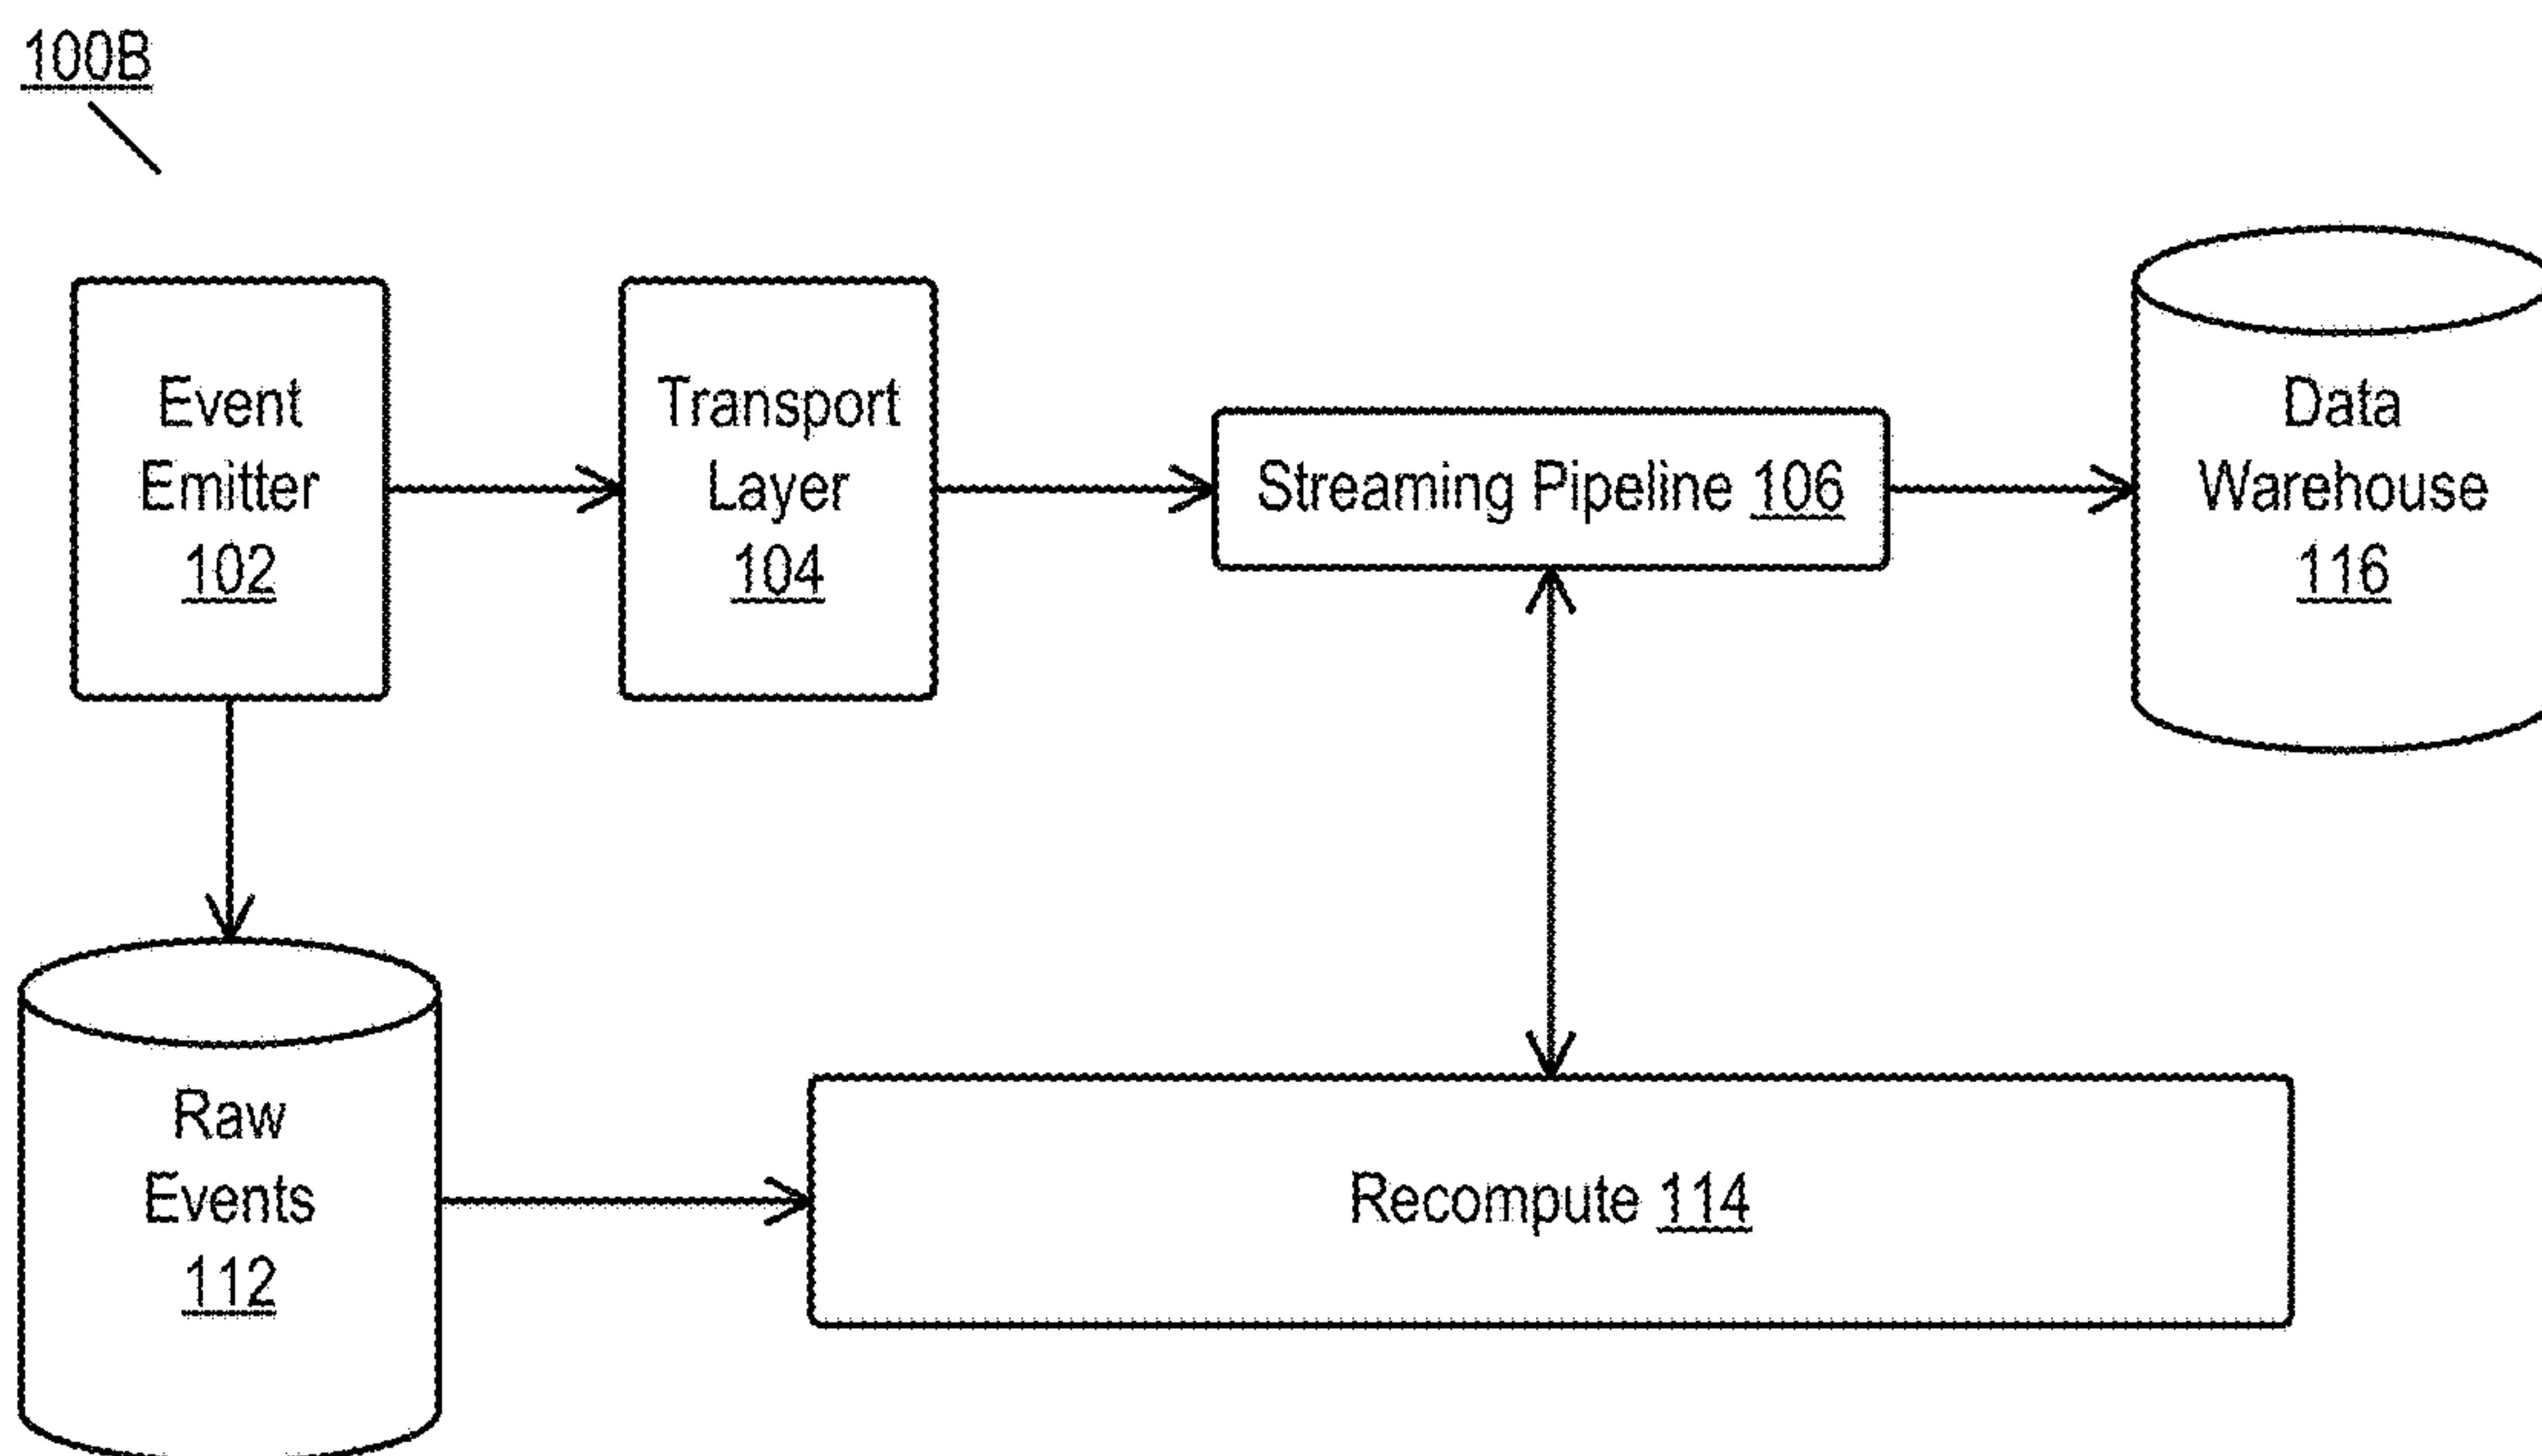 100B
Event
Emitter
102
Transport
Layer
104
Streaming Pipeline 106
Data
Warehouse
116
Raw
Events
112
Recompute 114